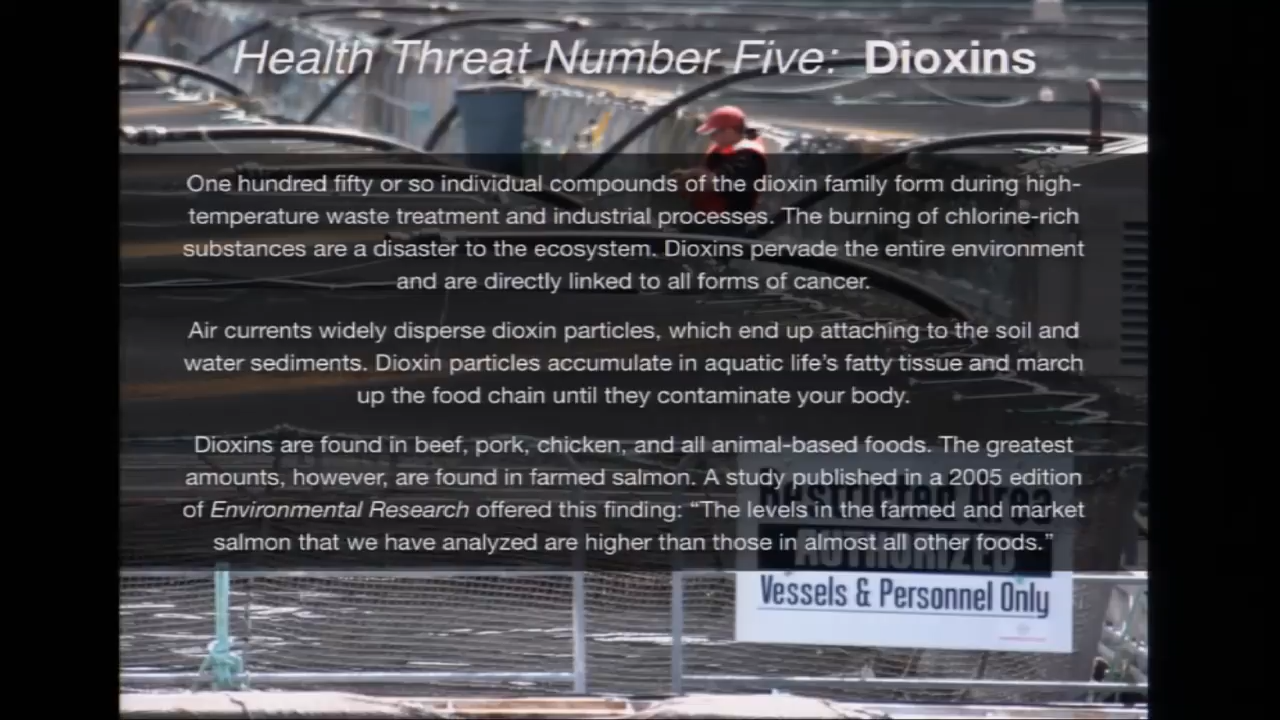 Health Threat Number Five: Dioxins
One hundred fifty or so individual compounds of the dioxin family form during high-
temperature waste treatment and industrial processes. The burning of chlorine-rich
substances are a disaster to the ecosystem. Dioxins pervade the entire environment
and are directly linked to all forms of cancer.
Air currents widely disperse dioxin particles, which end up attaching to the soil and
water sediments. Dioxin particles accumulate in aquatic life’s fatty tissue and march
up the food chain until they contaminate your body.
Dioxins are found in beef, pork, chicken, and all animal-based foods. The greatest
amounts, however, are found in farmed salmon. A study published in a 2005 edition
of Environmental Research offered this finding: “The levels in the farmed and market
salmon that we have analyzed are higher than those in almost all other foods.”
Restricted Area
AUTHORIZED
Vessels & Personnel Only